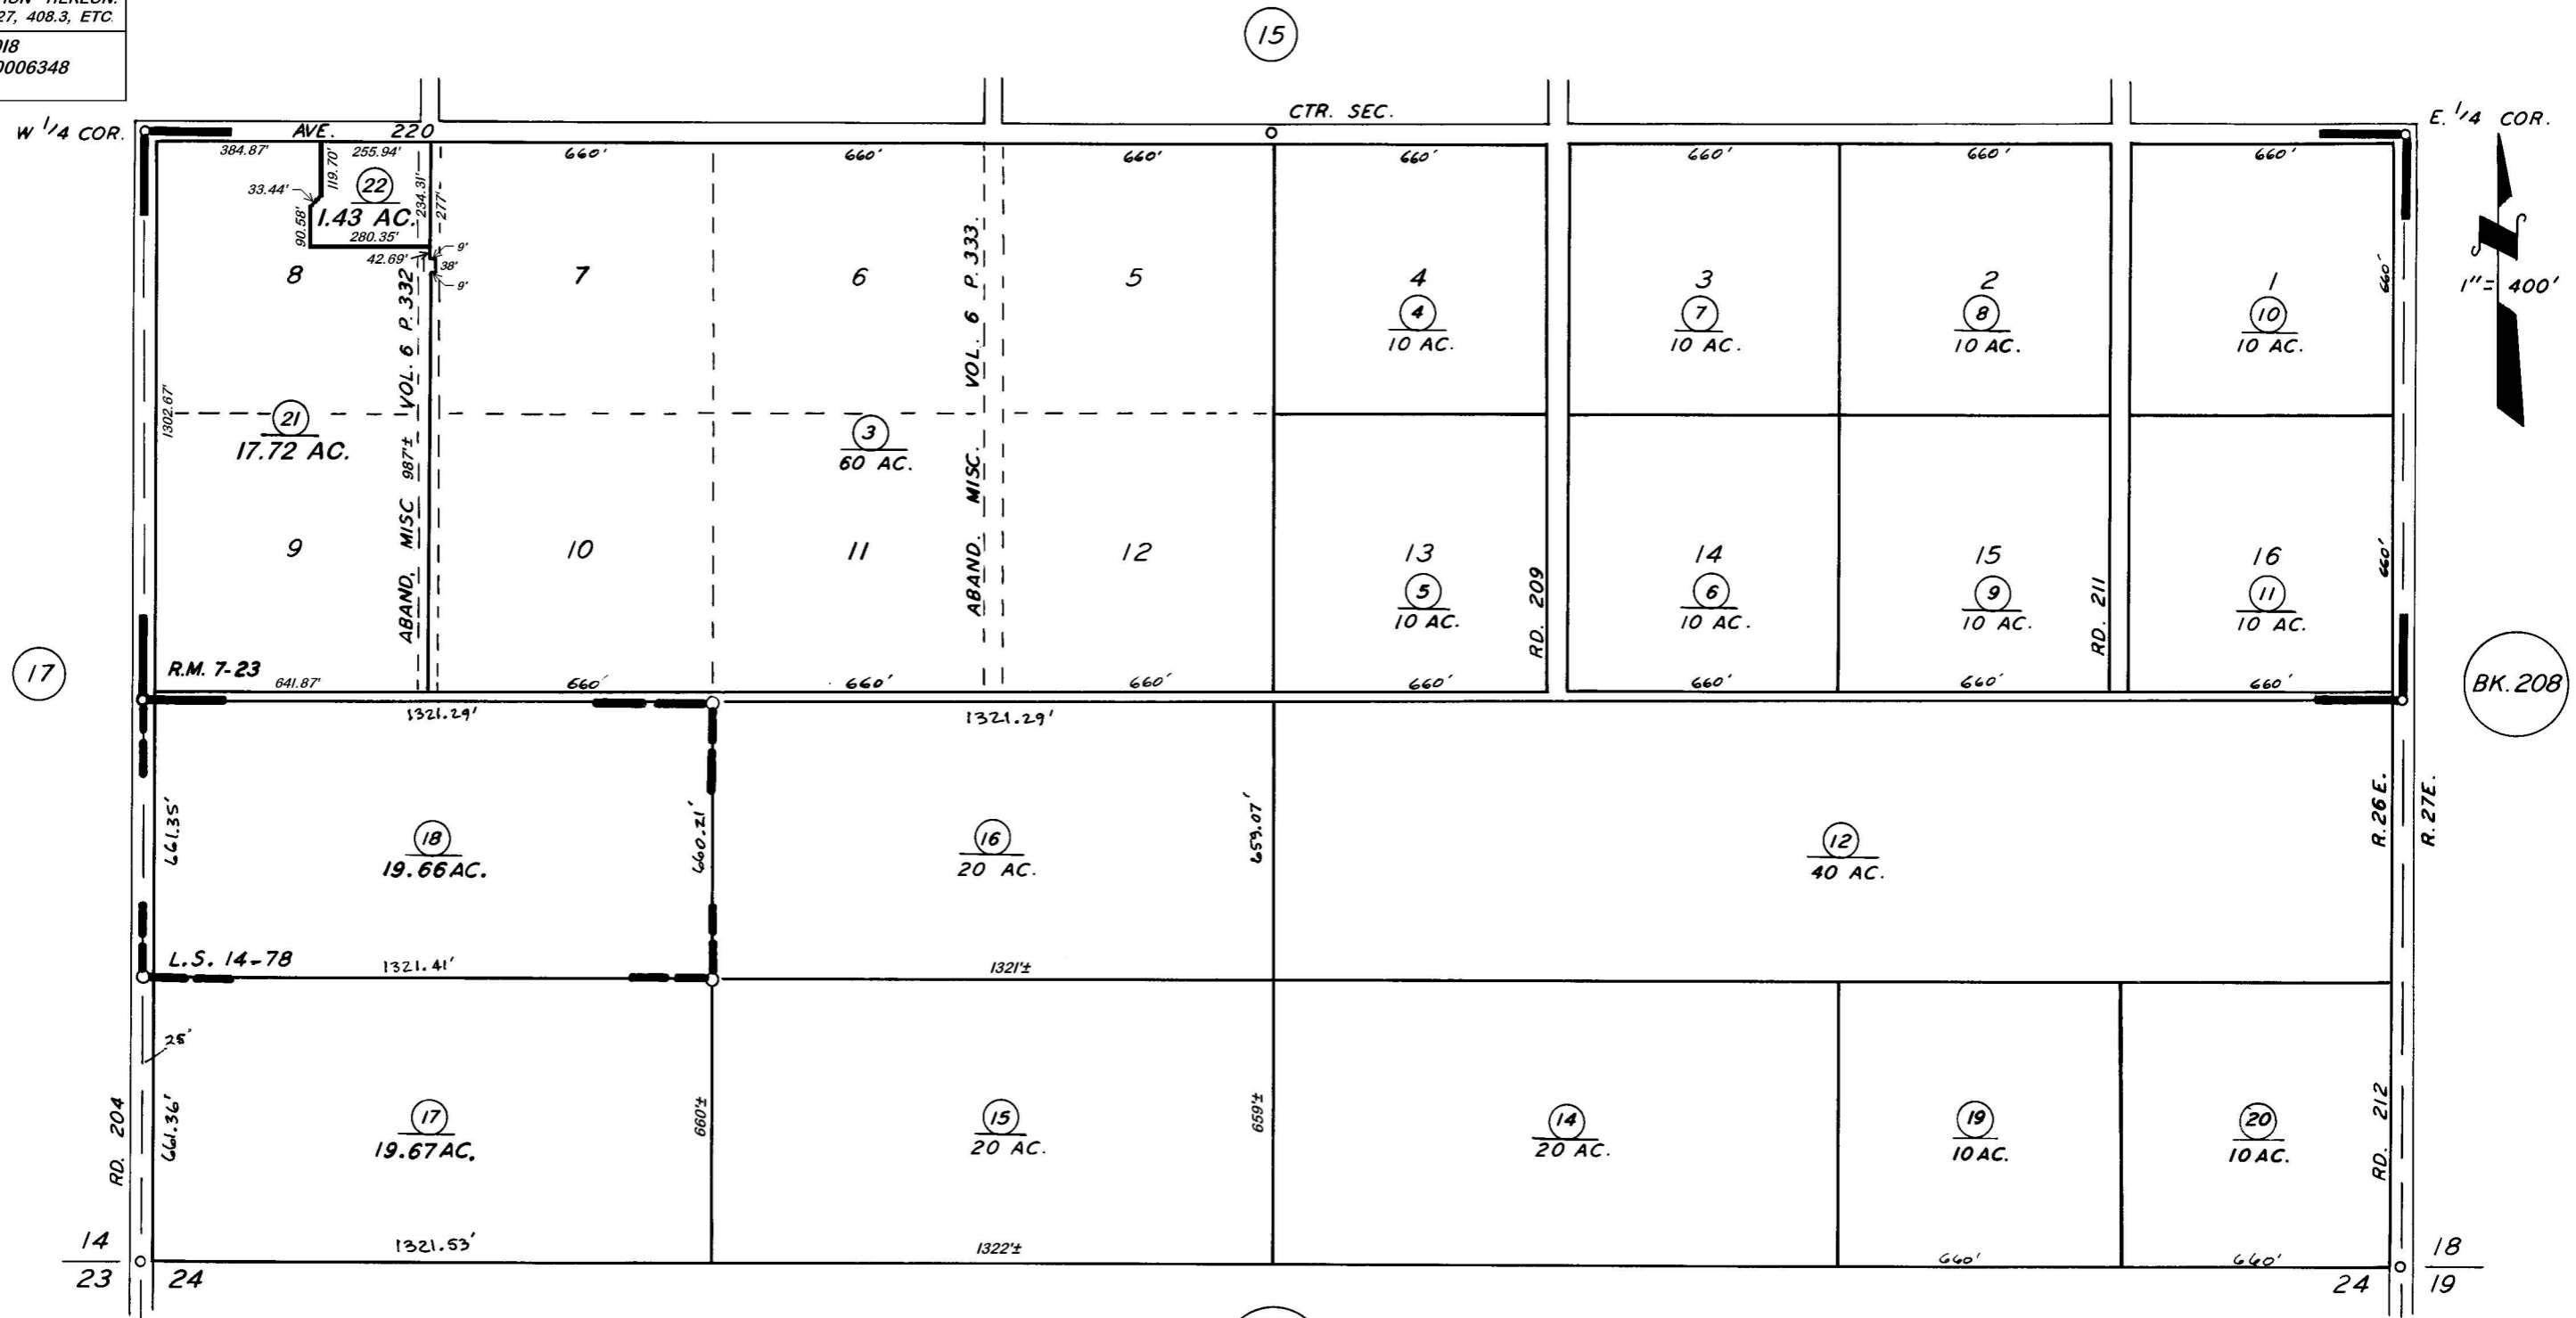 HEREON.
27, 408.3, ETC.
0006348
15
W 1/4 COR.
AVE. 220
CTR. SEC.
E. 1/4 COR.
384.87'
255.94'
660'
660'
660'
660'
660'
660'
660'
119.70'
33.44'
22
1.43 AC.
234.31'
277'
90.58'
280.35'
42.69'
9'
38'
9'
8
7
6
5
4
4
10 AC.
3
7
10 AC.
2
8
10 AC.
1
10
10 AC.
660'
1"= 400'
1302.67'
21
17.72 AC.
ABAND. MISC VOL. 6 P. 332
987'±
3
60 AC.
ABAND. MISC. VOL. 6 P. 333.
9
10
11
12
13
5
10 AC.
RD. 209
14
6
10 AC.
15
9
10 AC.
RD. 211
16
11
10 AC.
660'
17
R.M. 7-23
641.87'
660'
660'
660'
660'
660'
660'
660'
BK. 208
1321.29'
1321.29'
661.35'
18
19.66 AC.
660.21'
16
20 AC.
659.07'
12
40 AC.
R. 26 E.
R. 27 E.
L.S. 14-78
1321.41'
1321'±
25'
RD. 204
661.36'
17
19.67 AC.
660'±
15
20 AC.
659'±
14
20 AC.
19
10 AC.
20
10 AC.
RD. 212
1321.53'
1322'±
660'
660'
14
23
24
24
18
19